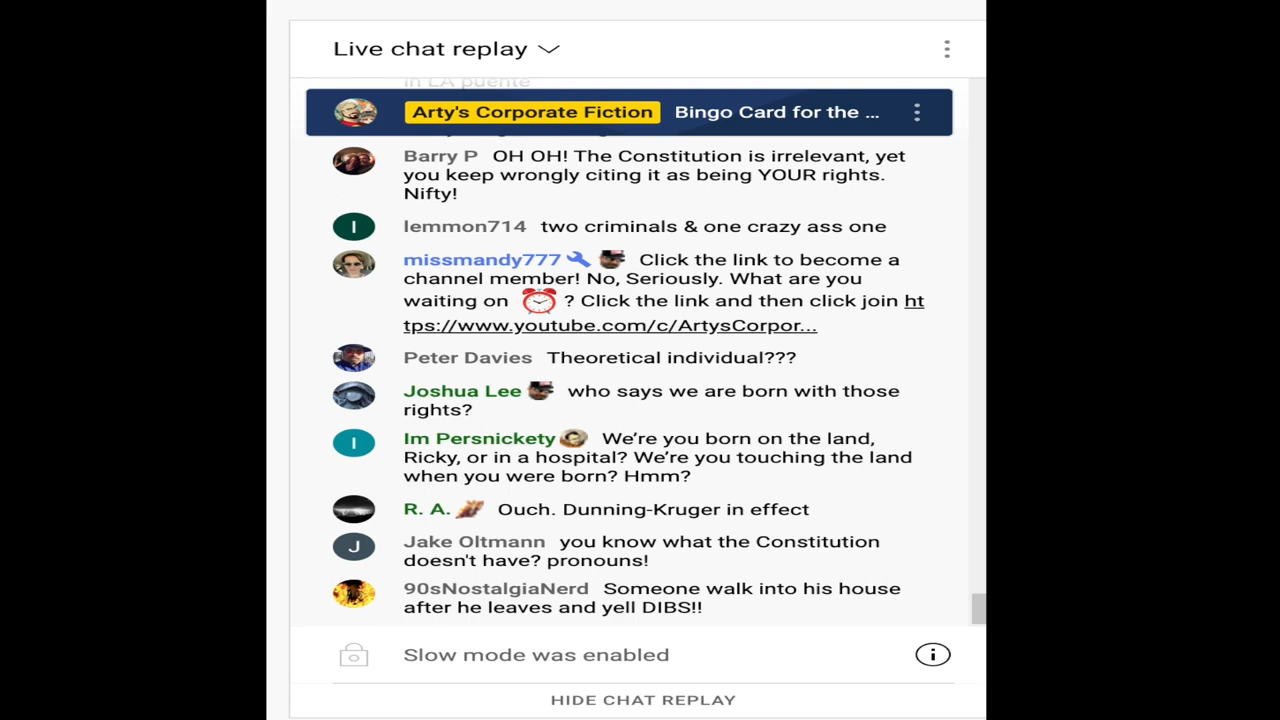 Live chat replay
in LA puente
Arty's Corporate Fiction Bingo Card for the ...
Barry P OH OH! The Constitution is irrelevant, yet
you keep wrongly citing it as being YOUR rights.
Nifty!
I lemmon714 two criminals & one crazy ass one
missmandy777 Click the link to become a
channel member! No, Seriously. What are you
waiting on ? Click the link and then click join ht
tps://www.youtube.com/c/ArtysCorpor...
Peter Davies Theoretical individual???
Joshua Lee who says we are born with those
rights?
I Im Persnickety We’re you born on the land,
Ricky, or in a hospital? We’re you touching the land
when you were born? Hmm?
R. A. Ouch. Dunning-Kruger in effect
J Jake Oltmann you know what the Constitution
doesn't have? pronouns!
90sNostalgiaNerd Someone walk into his house
after he leaves and yell DIBS!!
Slow mode was enabled
HIDE CHAT REPLAY